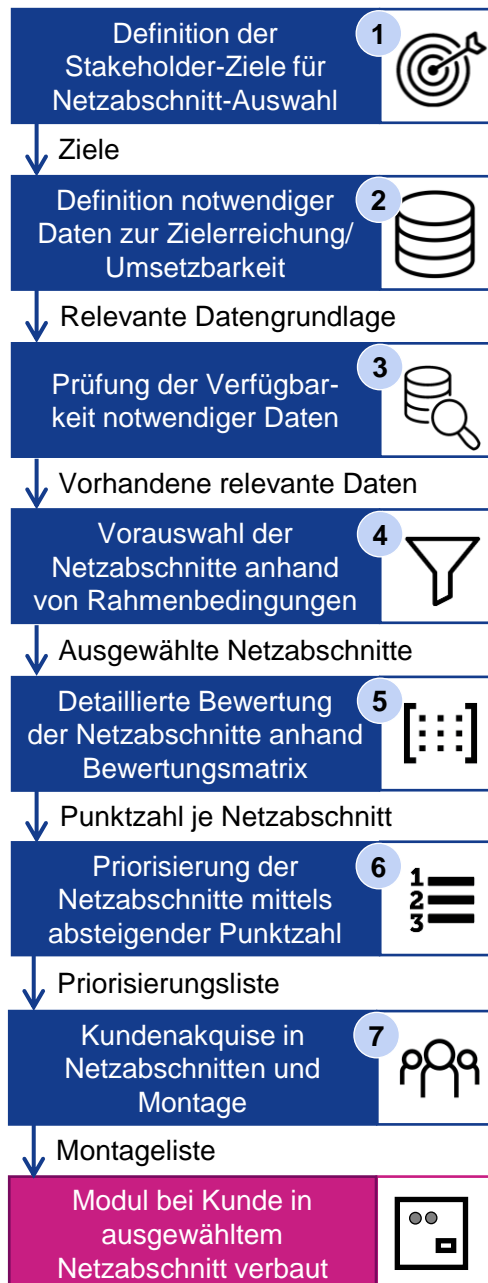 Definition der
Stakeholder-Ziele für
Netzabschnitt-Auswahl
1
Ziele
Definition notwendiger
Daten zur Zielerreichung/
Umsetzbarkeit
2
Relevante Datengrundlage
Prüfung der Verfügbar-
keit notwendiger Daten
3
Vorhandene relevante Daten
Vorauswahl der
Netzabschnitte anhand
von Rahmenbedingungen
4
Ausgewählte Netzabschnitte
Detaillierte Bewertung
der Netzabschnitte anhand
Bewertungsmatrix
5
Punktzahl je Netzabschnitt
Priorisierung der
Netzabschnitte mittels
absteigender Punktzahl
6
1
2
3
Priorisierungsliste
Kundenakquise in
Netzabschnitten und
Montage
7
Montageliste
Modul bei Kunde in
ausgewähltem
Netzabschnitt verbaut